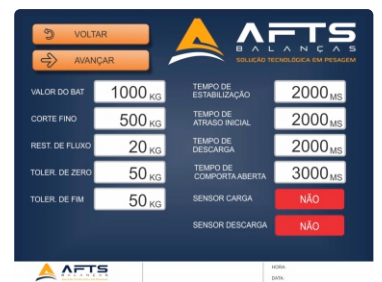 VOLTAR
AVANÇAR
AFTS
BALANÇAS
SOLUÇÃO TECNOLÓGICA EM PESAGEM
VALOR DO BAT 1000 KG
CORTE FINO 500 KG
REST. DE FLUXO 20 KG
TOLER. DE ZERO 50 KG
TOLER. DE FIM 50 KG
TEMPO DE
ESTABILIZAÇÃO 2000 MS
TEMPO DE
ATRASO INICIAL 2000 MS
TEMPO DE
DESCARGA 2000 MS
TEMPO DE
COMPORTA ABERTA 3000 MS
SENSOR CARGA NÃO
SENSOR DESCARGA NÃO
AFTS
BALANÇAS
HORA:
DATA: